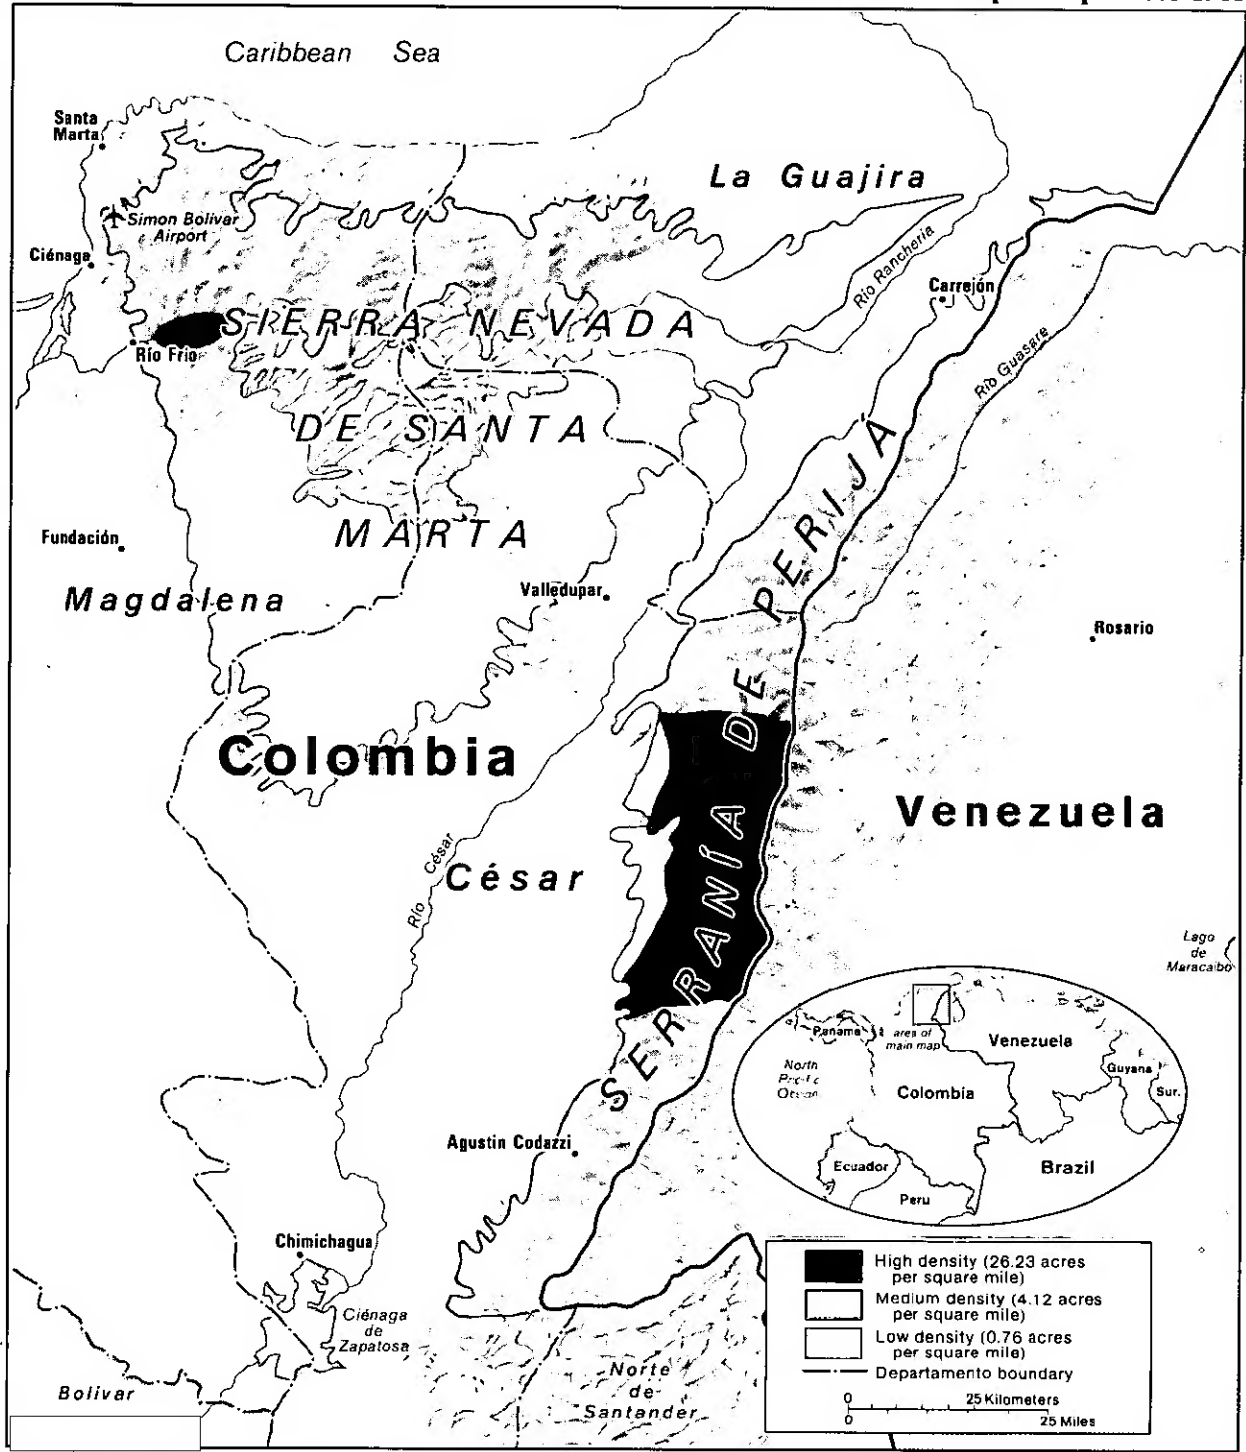 Caribbean Sea
Santa
Marta
La Guajira
Simon Bolivar
Airport
Ciénaga
Río Ranchería
Carrejón
SIERRA NEVADA
Río Frío
Río Guasare
DE SANTA
MARTA
SERRANÍA DE PERIJÁ
Fundación
Valledupar
Magdalena
Rosario
Colombia
Venezuela
Río César
César
Lago
de
Maracaibo
Panama
area of
main map
Venezuela
North
Guyana
Colombia
Sur.
Agustin Codazzi
Ecuador
Brazil
Peru
Chimichagua
Ciénaga
de
Zapatosa
High density (26.23 acres
per square mile)
Medium density (4.12 acres
per square mile)
Low density (0.76 acres
per square mile)
Departamento boundary
Norte
de
Santander
Bolivar
0 25 Kilometers
0 25 Miles